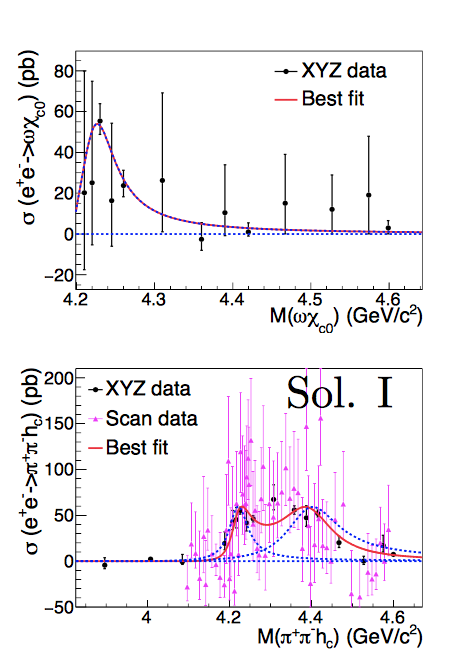 σ (e⁺e⁻->ωχc0) (pb)
80
60
40
20
0
−20
XYZ data
Best fit
4.2 4.3 4.4 4.5 4.6
M(ωχc0) (GeV/c²)
σ (e⁺e⁻->π⁺π⁻hc) (pb)
200
150
100
50
0
−50
XYZ data
Scan data
Best fit
Sol. I
4 4.2 4.4 4.6
M(π⁺π⁻hc) (GeV/c²)